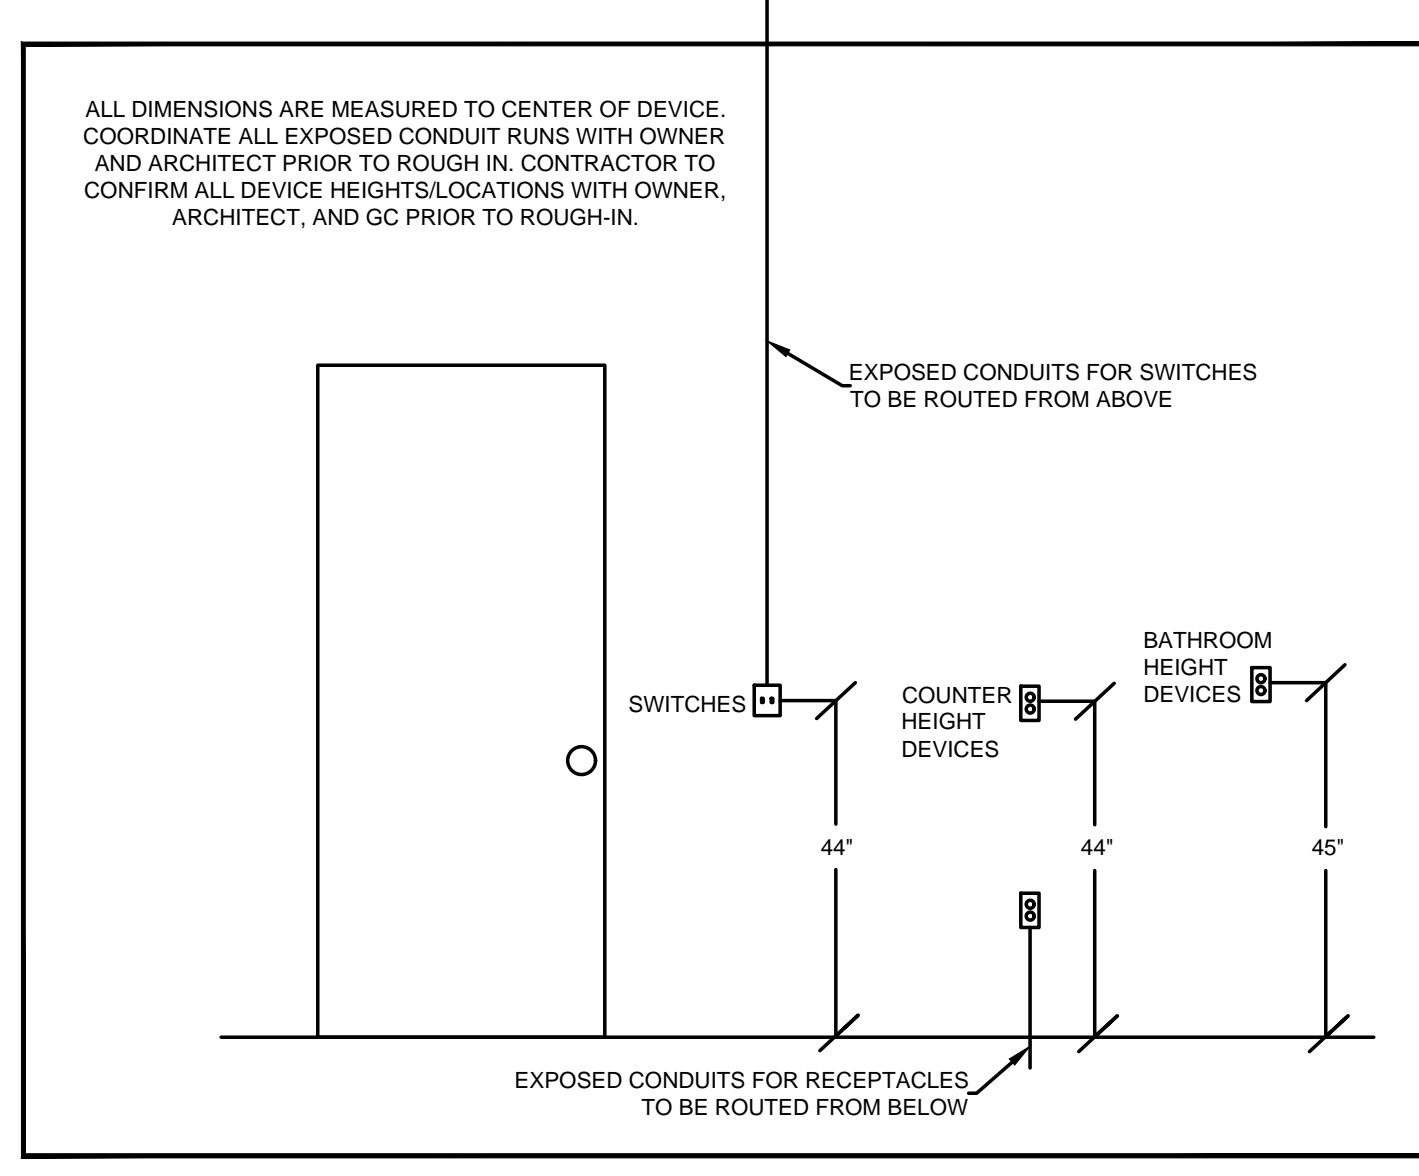 ALL DIMENSIONS ARE MEASURED TO CENTER OF DEVICE.
COORDINATE ALL EXPOSED CONDUIT RUNS WITH OWNER
AND ARCHITECT PRIOR TO ROUGH IN. CONTRACTOR TO
CONFIRM ALL DEVICE HEIGHTS/LOCATIONS WITH OWNER,
ARCHITECT, AND GC PRIOR TO ROUGH-IN.
EXPOSED CONDUITS FOR SWITCHES
TO BE ROUTED FROM ABOVE
SWITCHES
COUNTER
HEIGHT
DEVICES
BATHROOM
HEIGHT
DEVICES
44"
44"
45"
EXPOSED CONDUITS FOR RECEPTACLES
TO BE ROUTED FROM BELOW